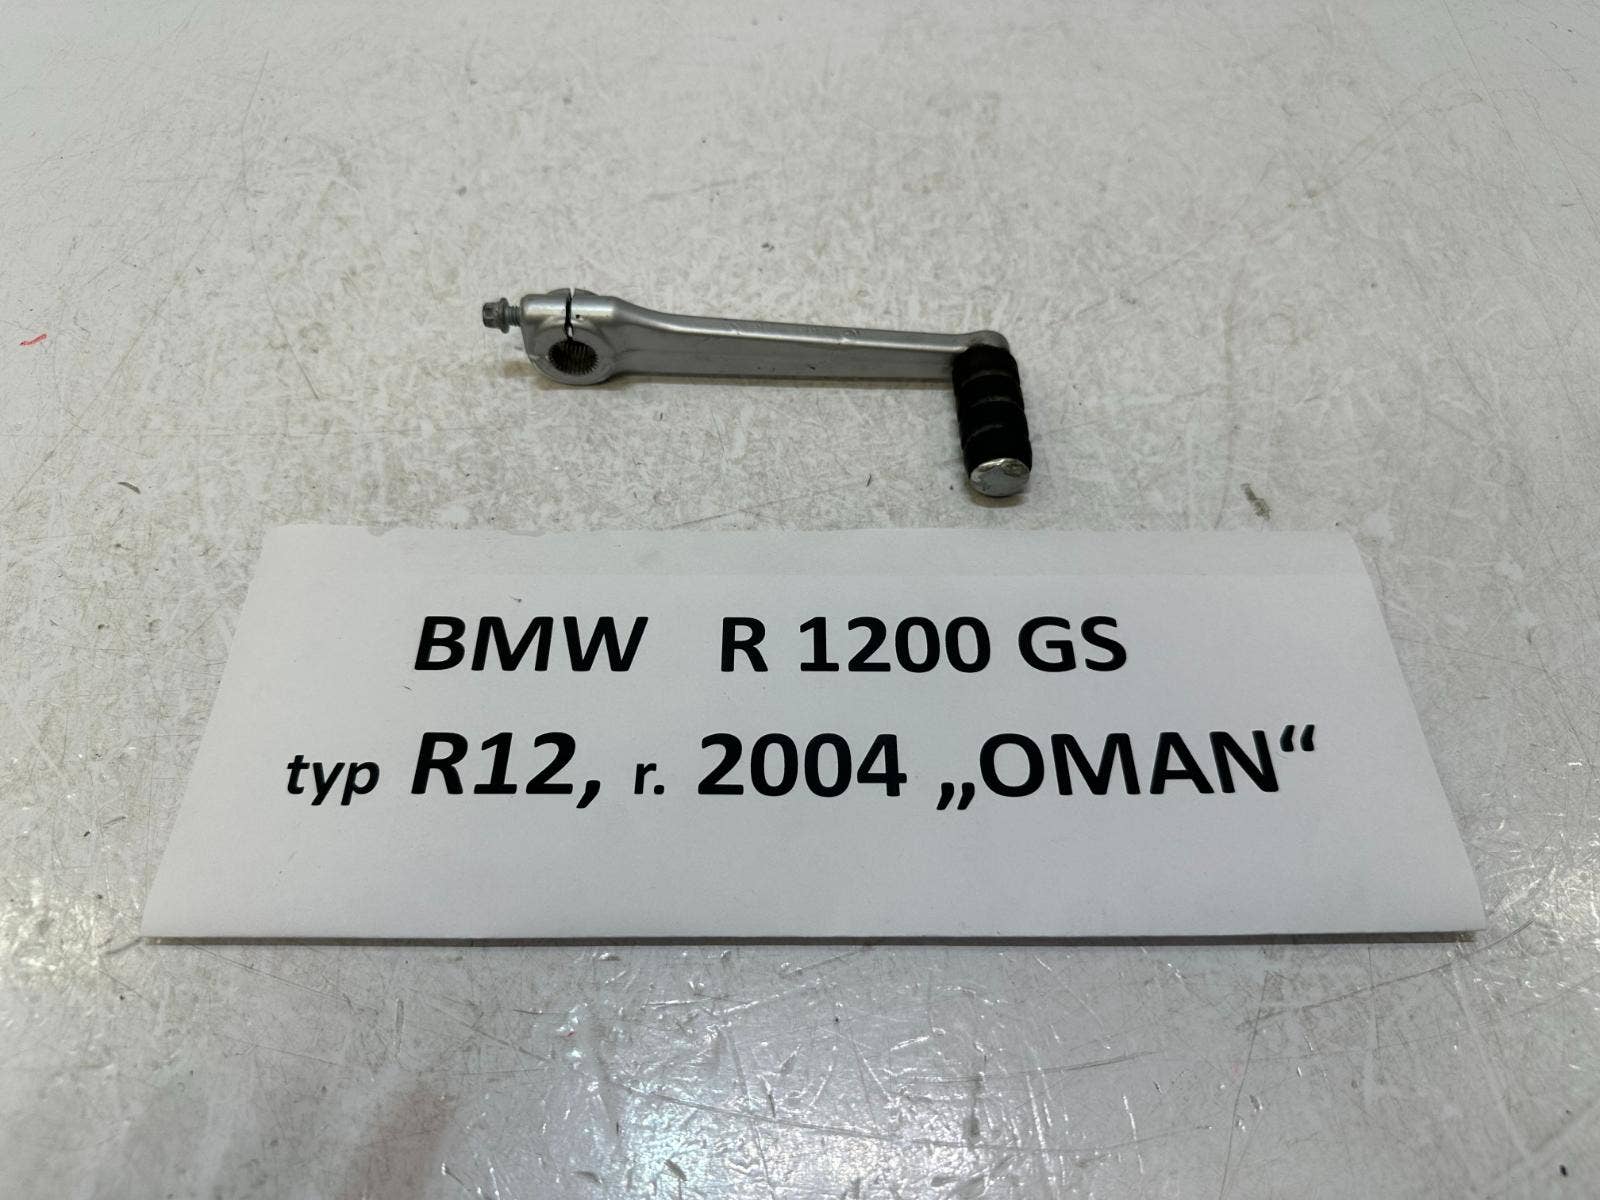 BMW R 1200 GS
typ R12, r. 2004 „OMAN“